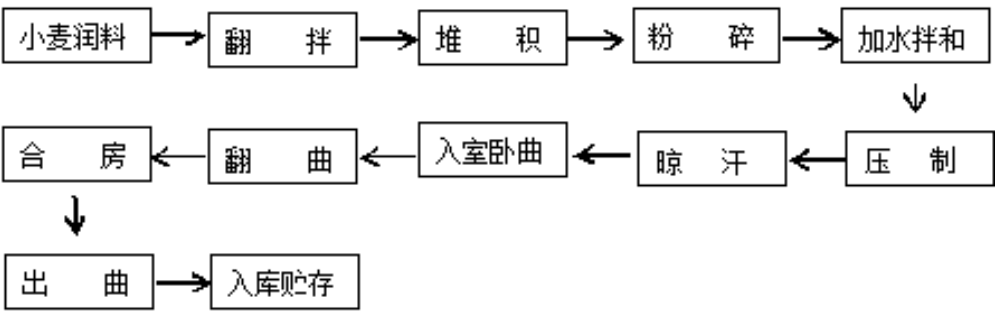 小麦润料
翻 拌
堆 积
粉 碎
加水拌和
压 制
晾 汗
入室卧曲
翻 曲
合 房
出 曲
入库贮存